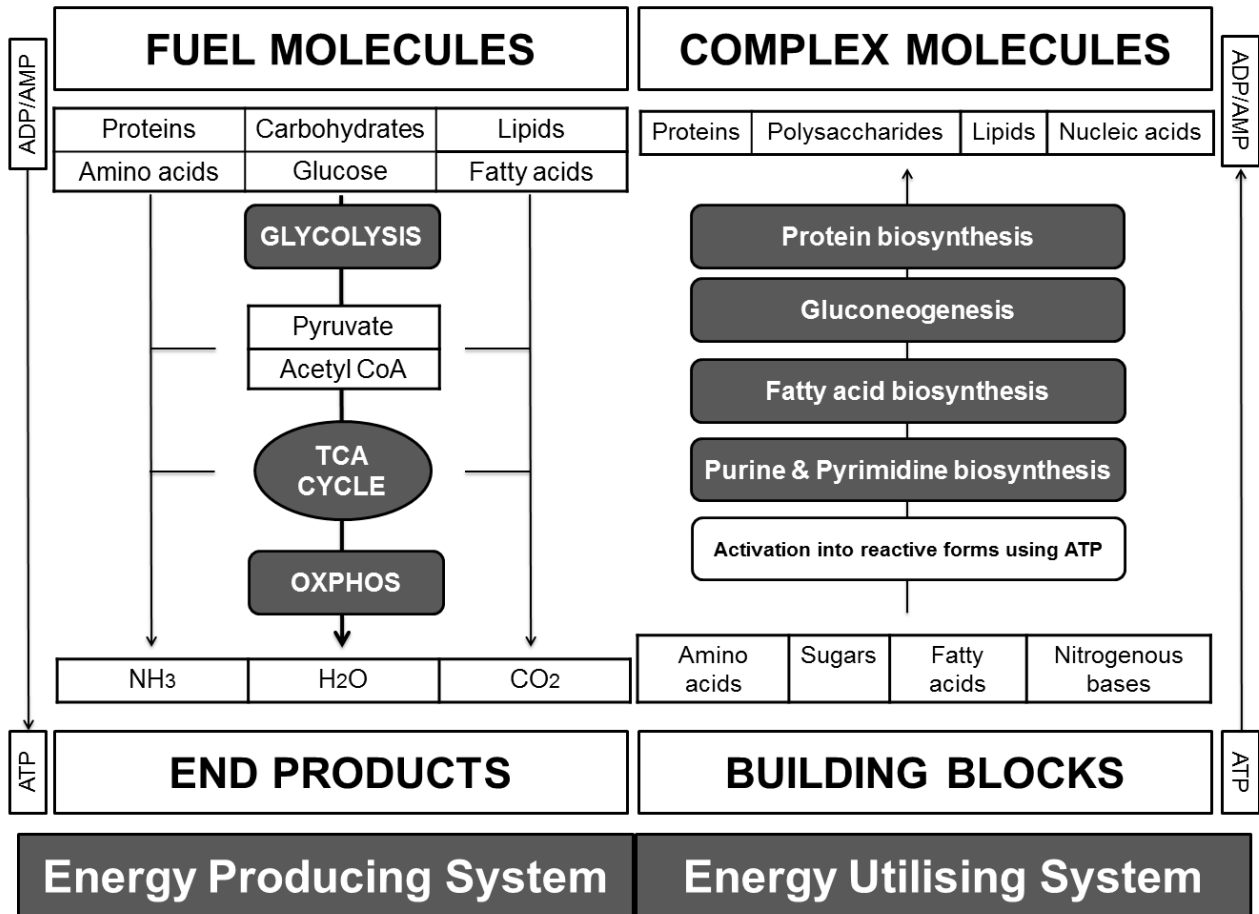 FUEL MOLECULES
COMPLEX MOLECULES
ADP/AMP
ADP/AMP
Proteins
Carbohydrates
Lipids
Amino acids
Glucose
Fatty acids
Proteins
Polysaccharides
Lipids
Nucleic acids
GLYCOLYSIS
Pyruvate
Acetyl CoA
TCA
CYCLE
OXPHOS
NH3
H2O
CO2
Protein biosynthesis
Gluconeogenesis
Fatty acid biosynthesis
Purine & Pyrimidine biosynthesis
Activation into reactive forms using ATP
Amino
acids
Sugars
Fatty
acids
Nitrogenous
bases
ATP
END PRODUCTS
BUILDING BLOCKS
ATP
Energy Producing System
Energy Utilising System